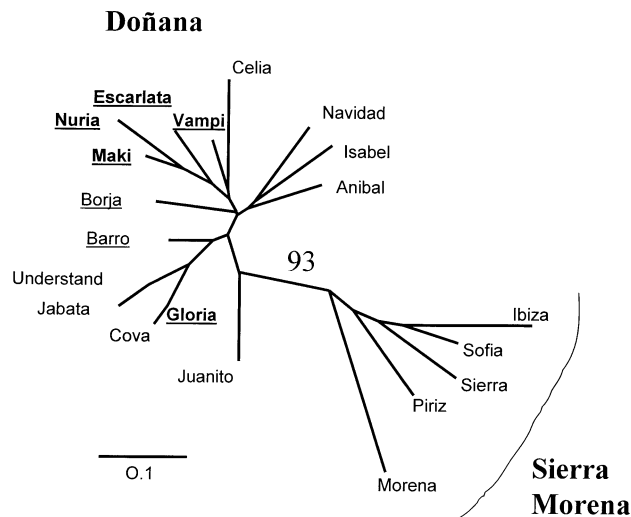 Doñana
Celia
Escarlata
Navidad
Nuria
Vampi
Isabel
Maki
Anibal
Borja
Barro
93
Understand
Jabata
Gloria
Ibiza
Cova
Sofia
Juanito
Sierra
Piriz
O.1
Morena
Sierra
Morena